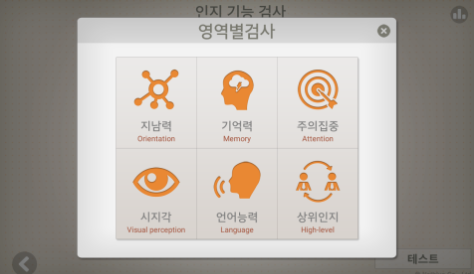 인지 기능 검사
영역별검사
지남력
Orientation
기억력
Memory
주의집중
Attention
시지각
Visual perception
언어능력
Language
상위인지
High-level
테스트